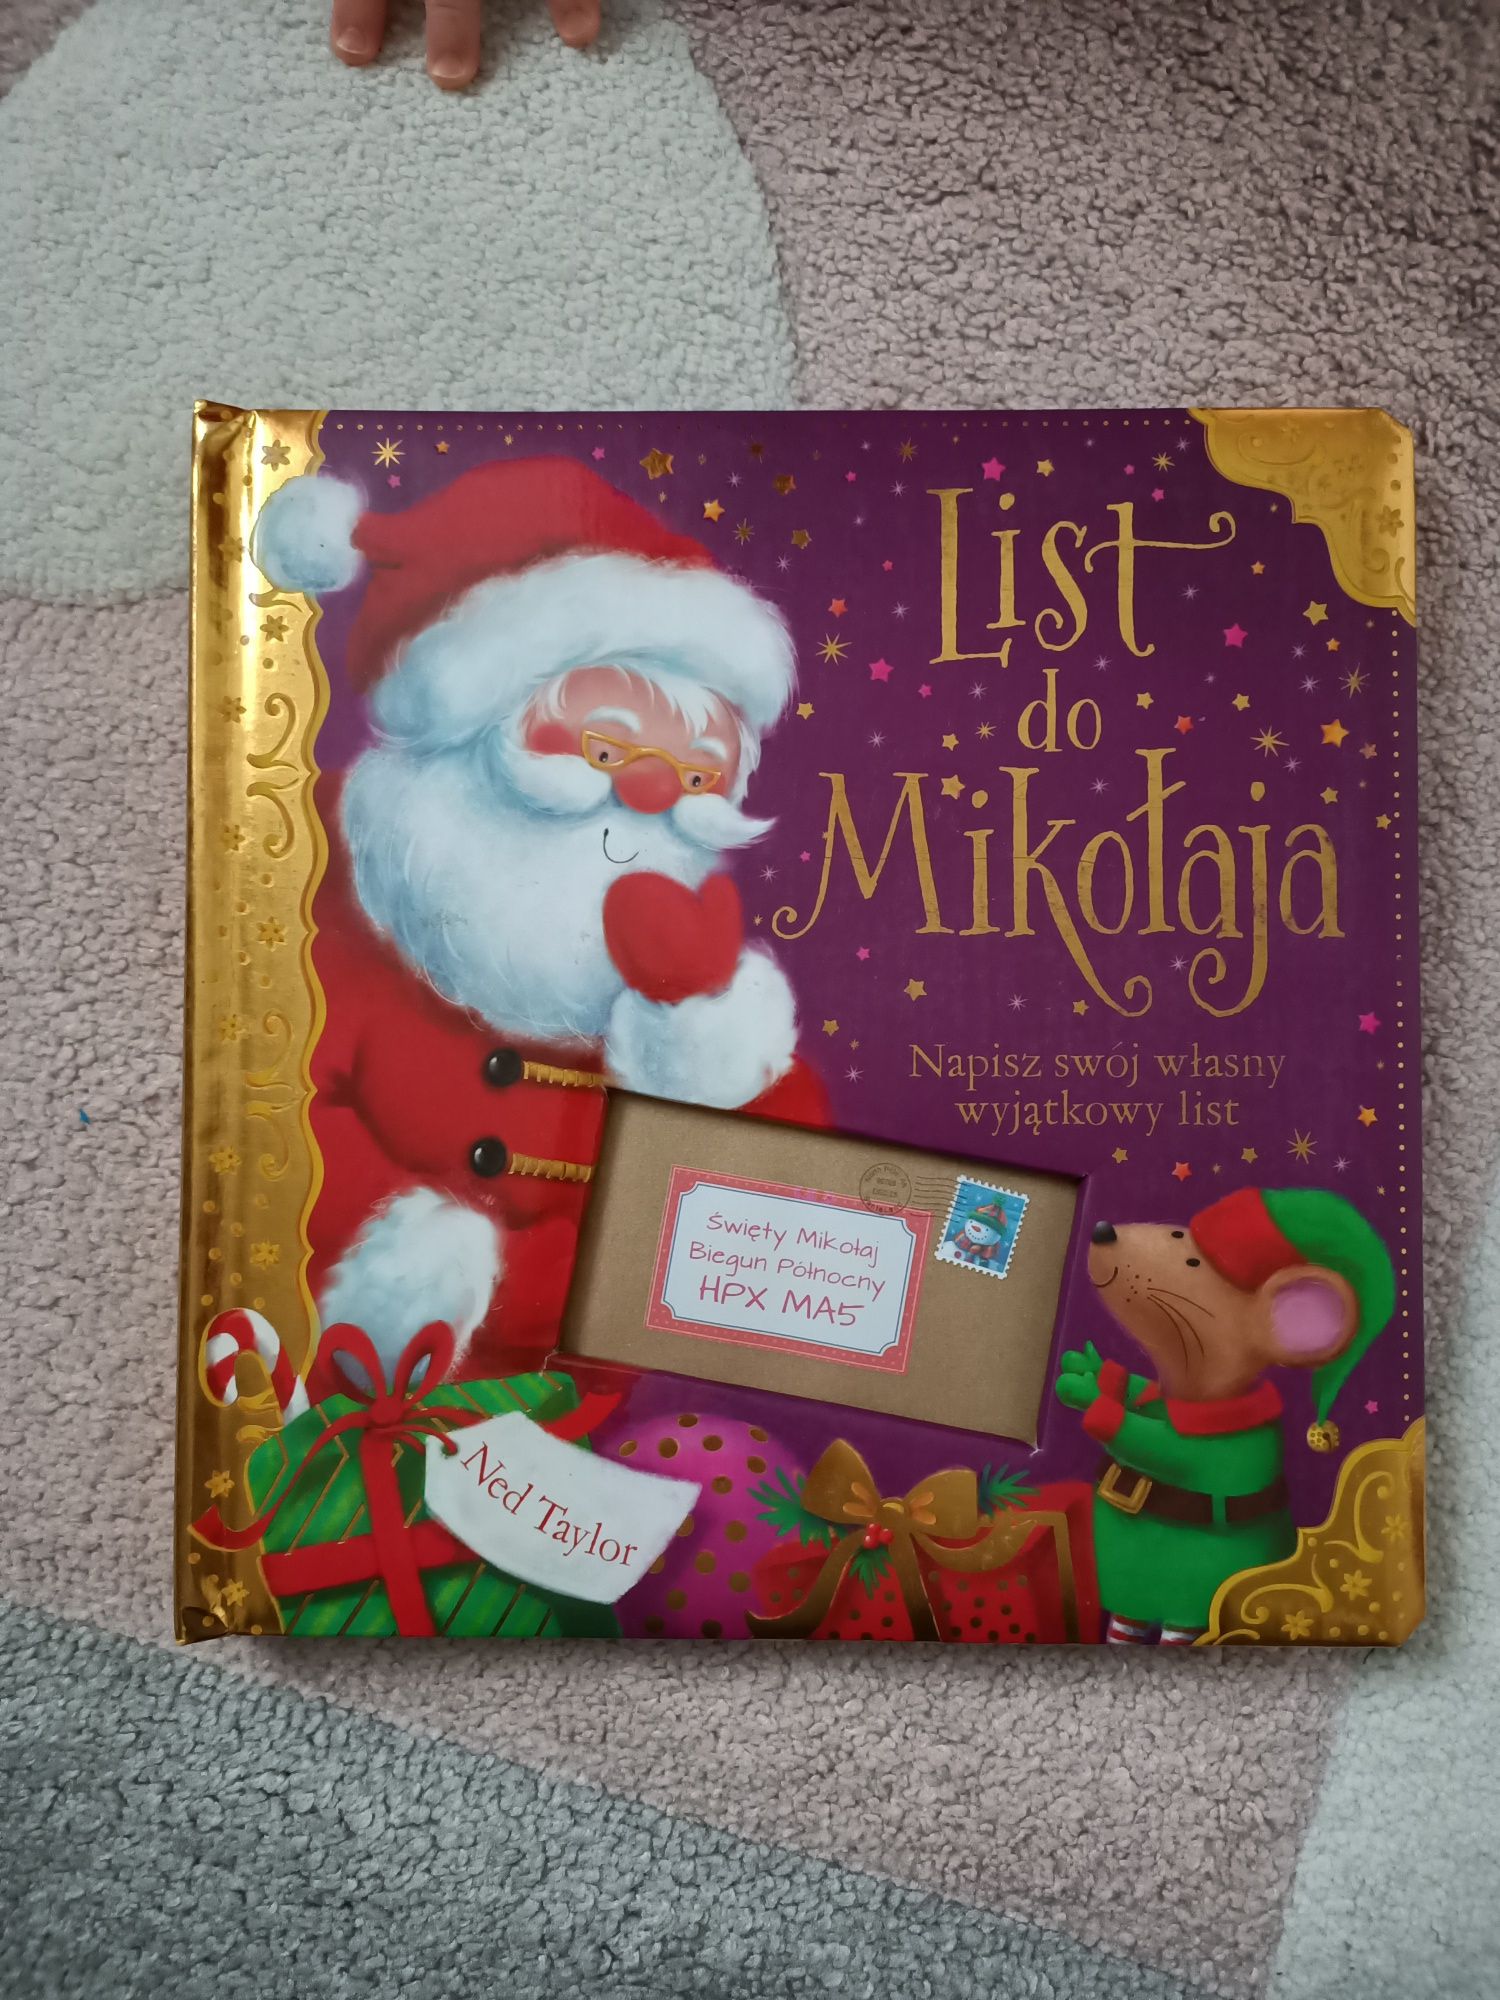 List
do
Mikołaja
Napisz swój własny
wyjątkowy list
Święty Mikołaj
Biegun Północny
HPX MA5
Ned Taylor